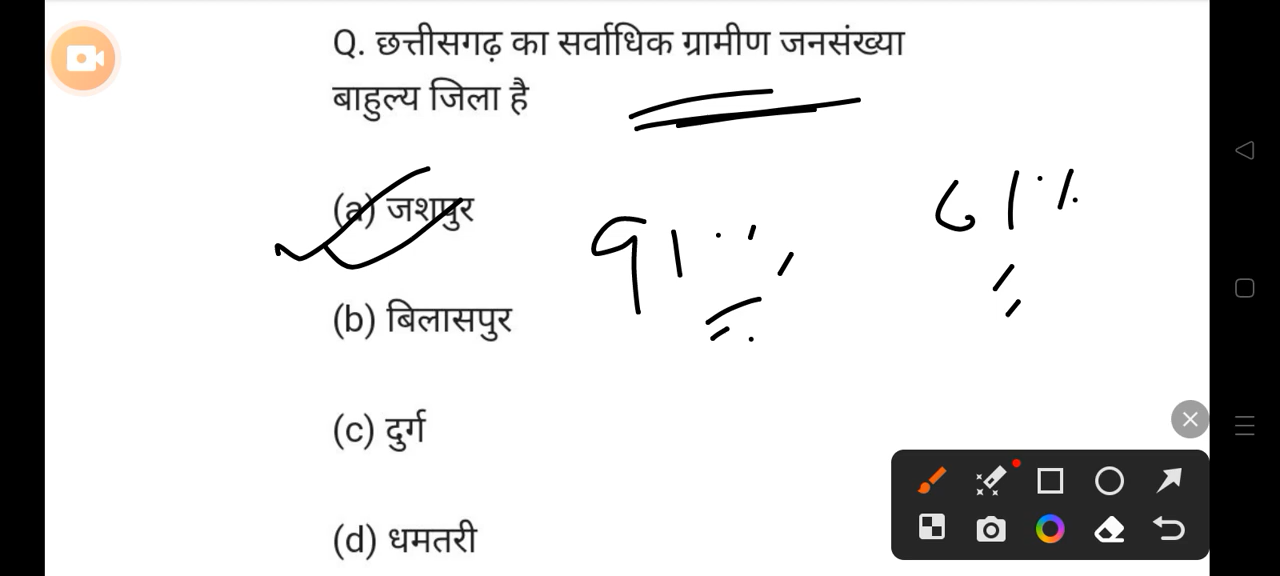 Q. छत्तीसगढ़ का सर्वाधिक ग्रामीण जनसंख्या
बाहुल्य जिला है
(a) जशपुर
91%
61%
(b) बिलासपुर
(c) दुर्ग
(d) धमतरी